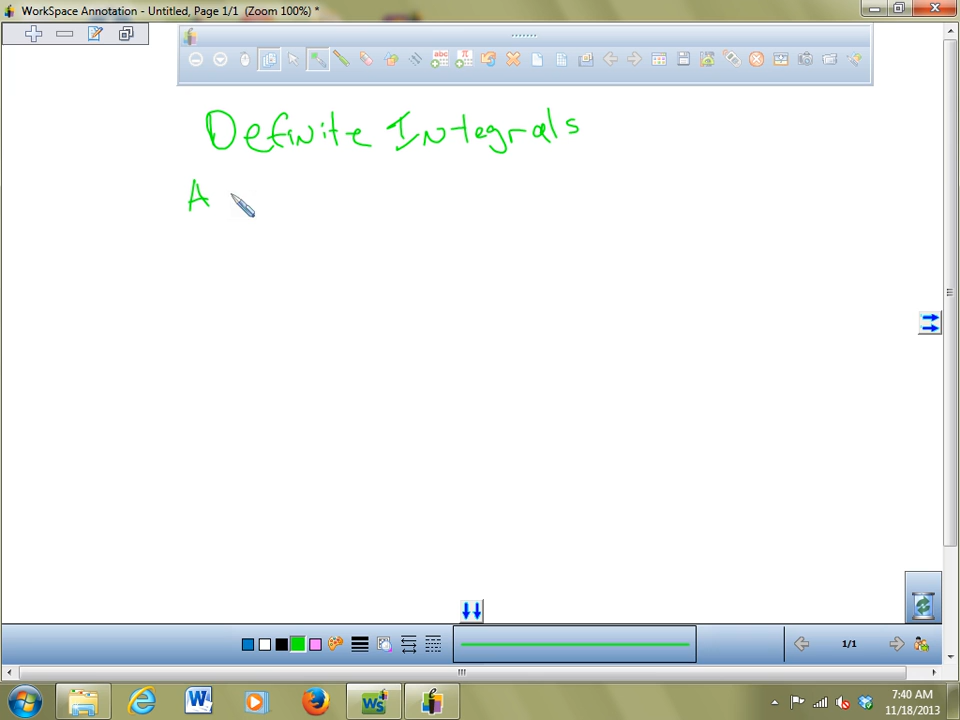 WorkSpace Annotation - Untitled, Page 1/1 (Zoom 100%) *
Definite Integrals
A
1/1
7:40 AM
11/18/2013